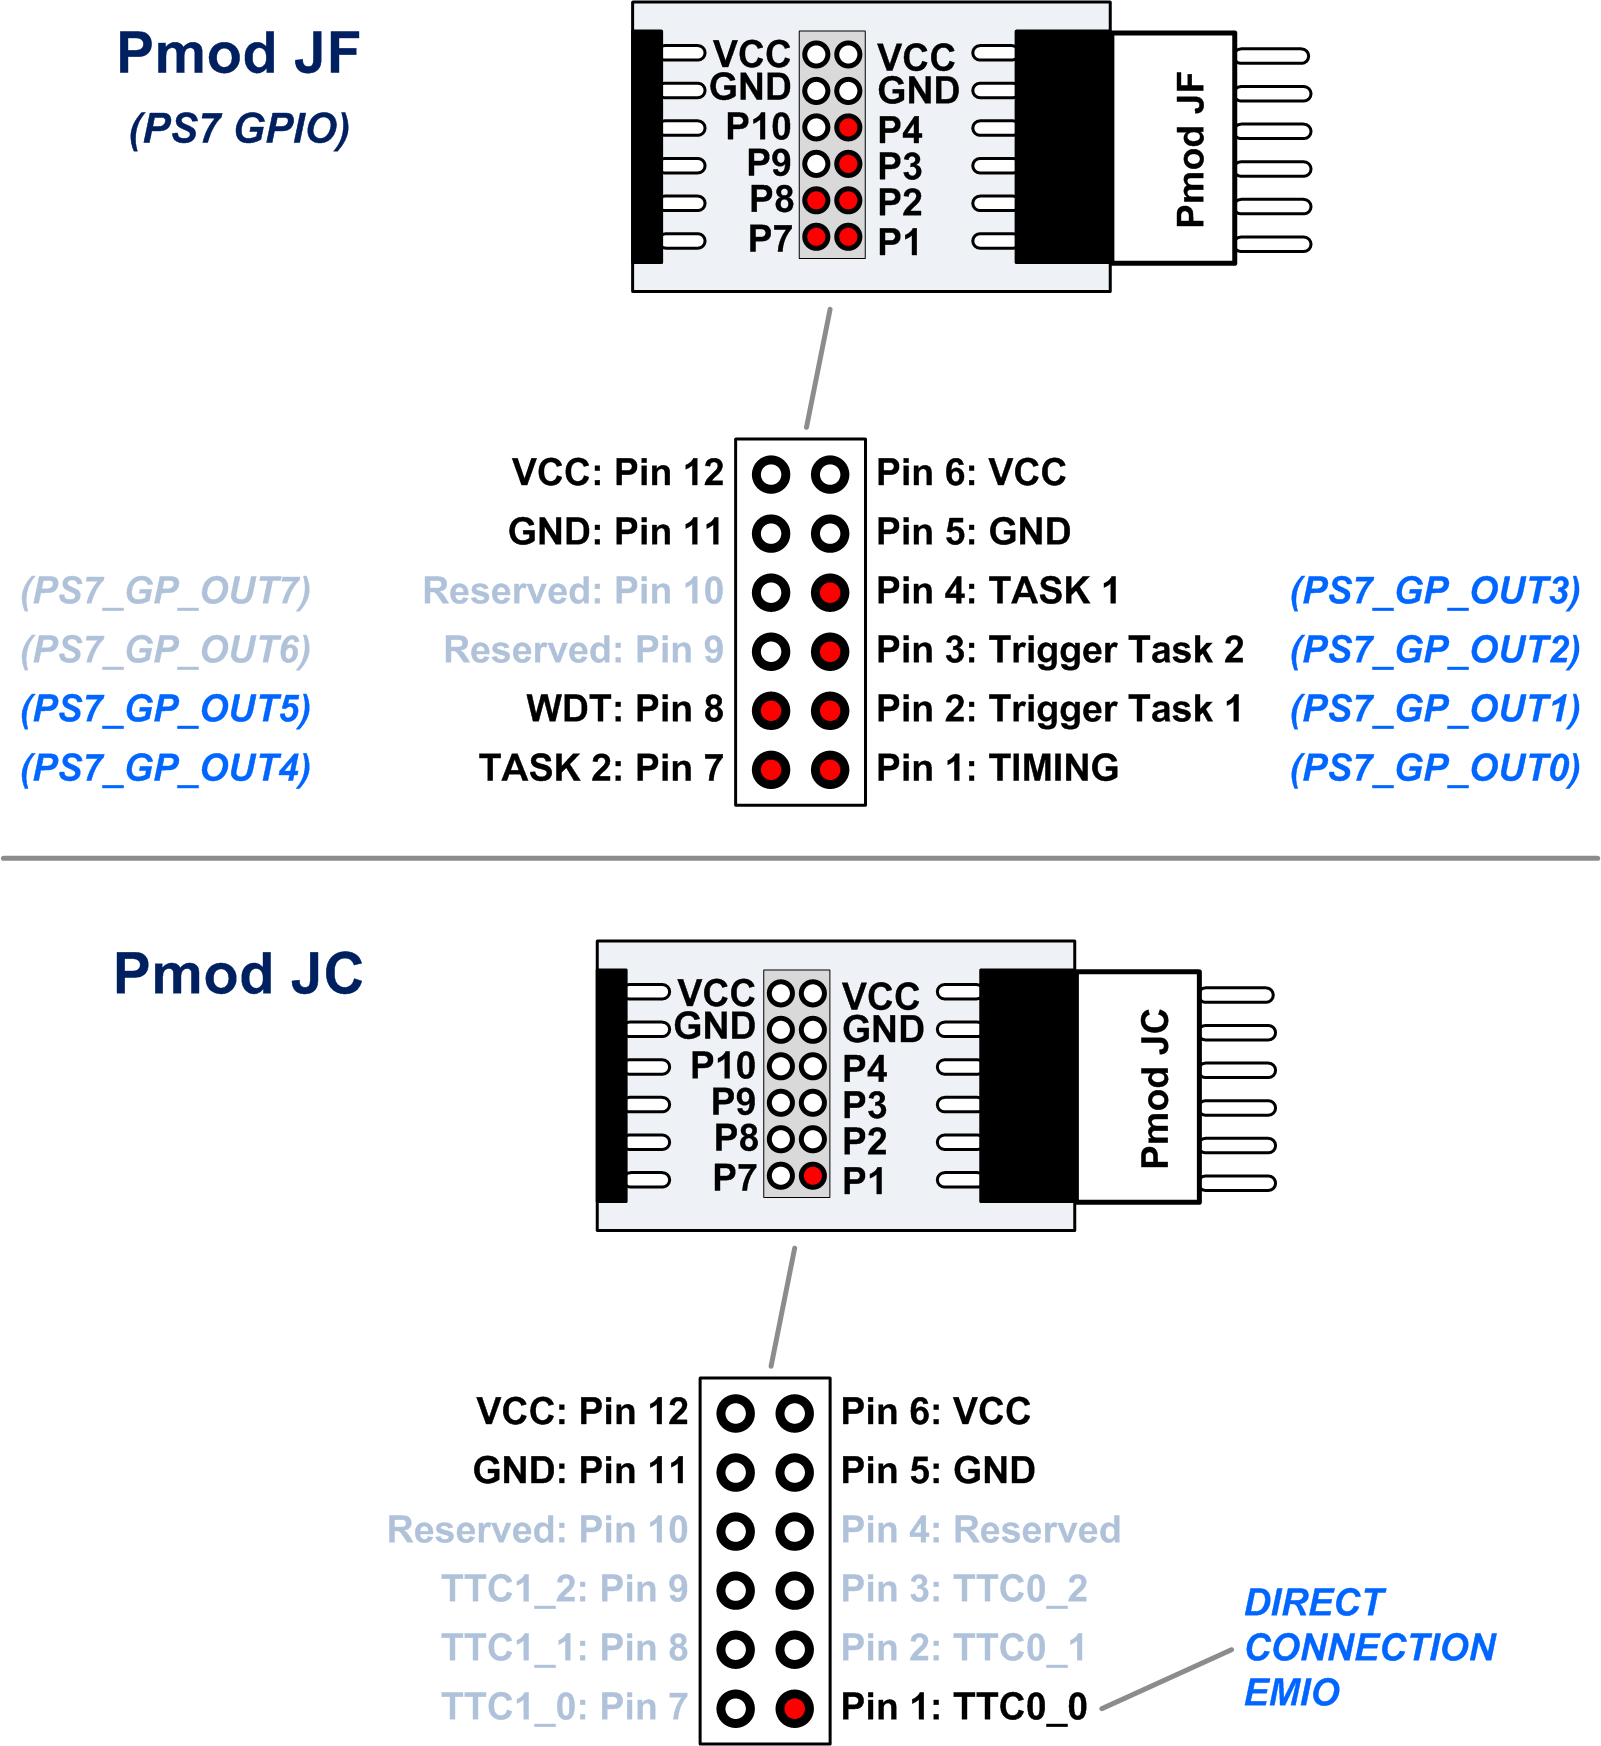 Pmod JF
(PS7 GPIO)
VCC VCC
GND GND
P10 P4
P9 P3
P8 P2
P7 P1
Pmod JF
VCC: Pin 12 Pin 6: VCC
GND: Pin 11 Pin 5: GND
(PS7_GP_OUT7) Reserved: Pin 10 Pin 4: TASK 1 (PS7_GP_OUT3)
(PS7_GP_OUT6) Reserved: Pin 9 Pin 3: Trigger Task 2 (PS7_GP_OUT2)
(PS7_GP_OUT5) WDT: Pin 8 Pin 2: Trigger Task 1 (PS7_GP_OUT1)
(PS7_GP_OUT4) TASK 2: Pin 7 Pin 1: TIMING (PS7_GP_OUT0)
Pmod JC
VCC VCC
GND GND
P10 P4
P9 P3
P8 P2
P7 P1
Pmod JC
VCC: Pin 12 Pin 6: VCC
GND: Pin 11 Pin 5: GND
Reserved: Pin 10 Pin 4: Reserved
TTC1_2: Pin 9 Pin 3: TTC0_2
TTC1_1: Pin 8 Pin 2: TTC0_1
TTC1_0: Pin 7 Pin 1: TTC0_0
DIRECT
CONNECTION
EMIO